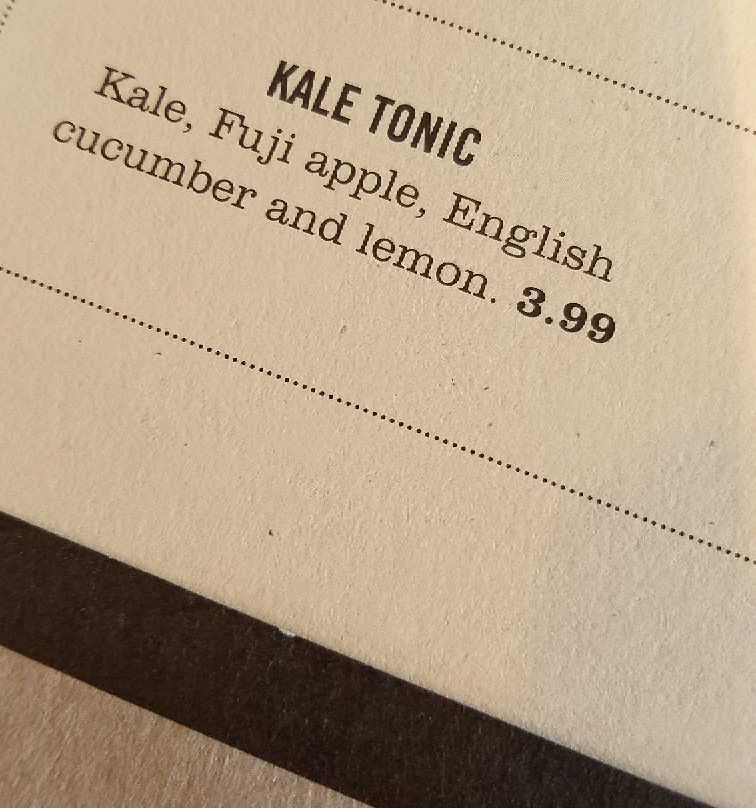 KALE TONIC
Kale, Fuji apple, English
cucumber and lemon. 3.99